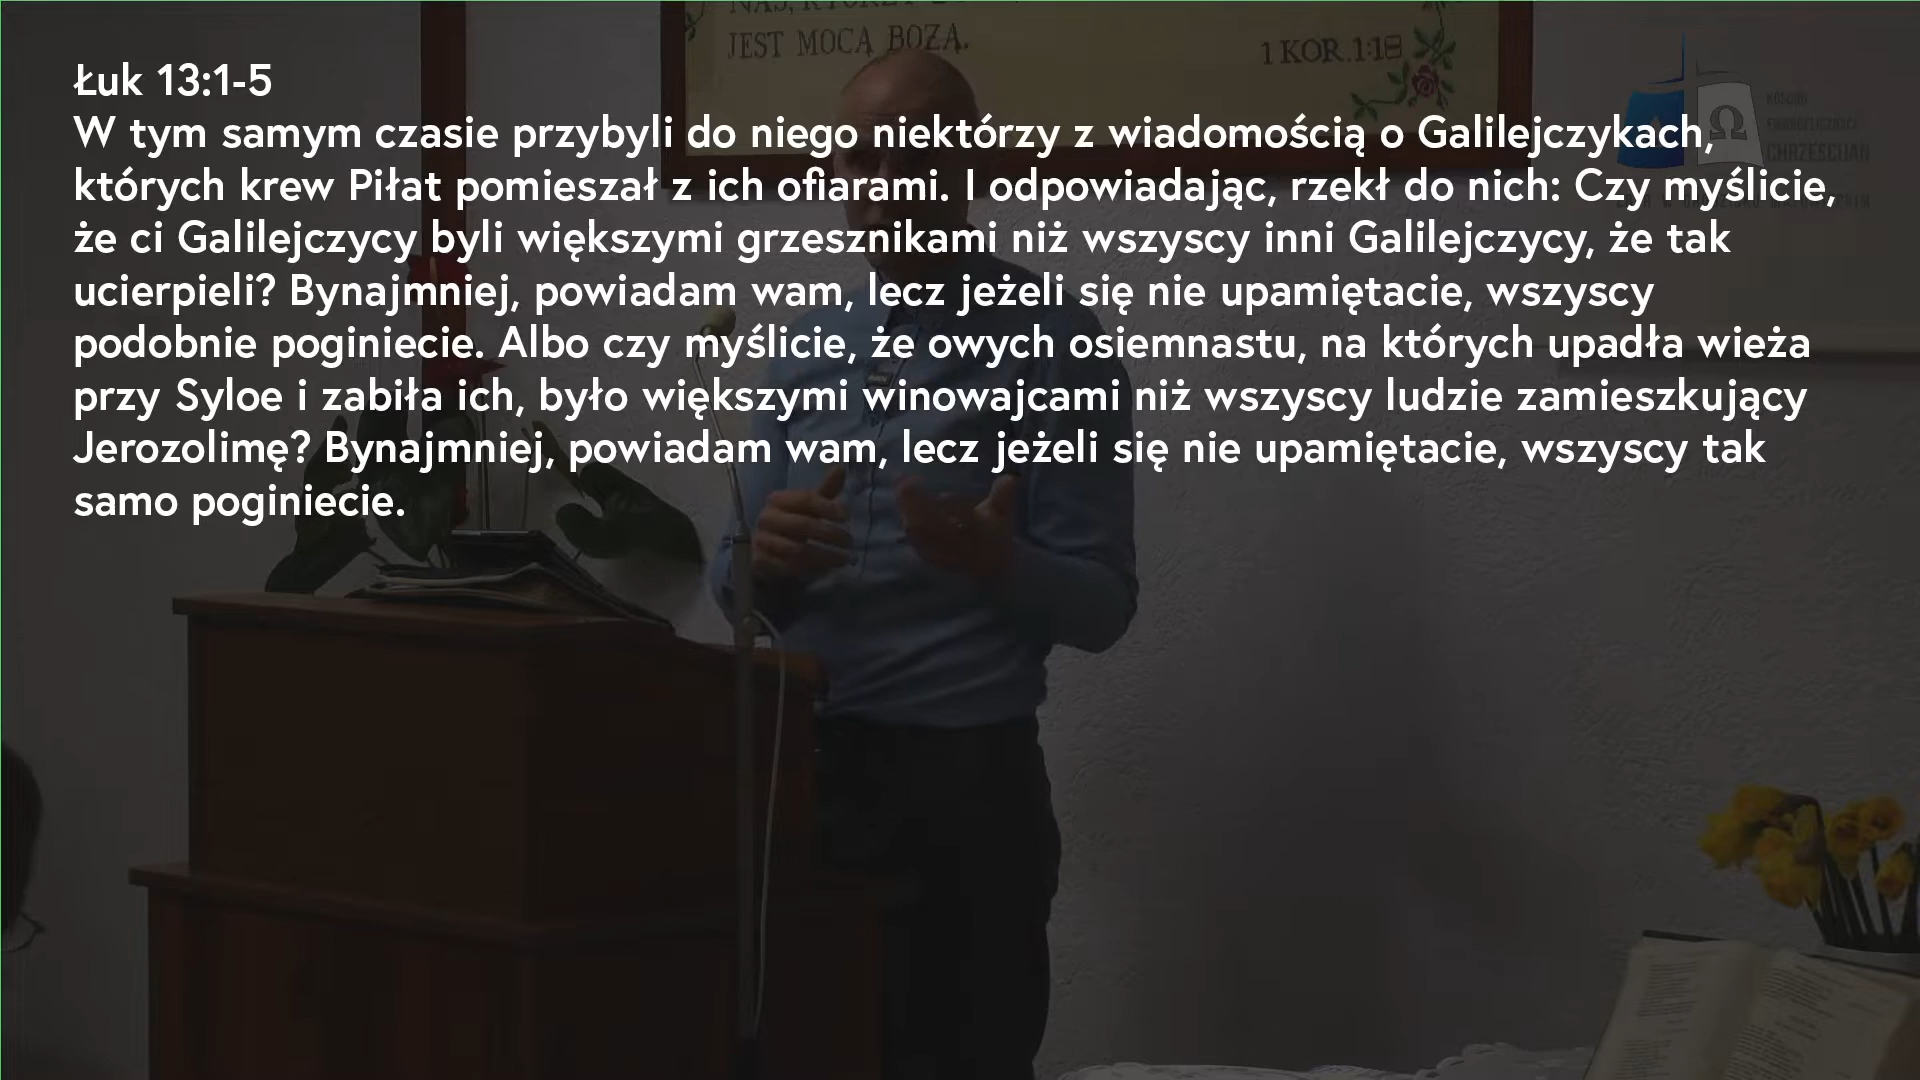 JEST MOCĄ BOŻĄ.
1 KOR. 1:18
Łuk 13:1-5
W tym samym czasie przybyli do niego niektórzy z wiadomością o Galilejczykach,
których krew Piłat pomieszał z ich ofiarami. I odpowiadając, rzekł do nich: Czy myślicie,
że ci Galilejczycy byli większymi grzesznikami niż wszyscy inni Galilejczycy, że tak
ucierpieli? Bynajmniej, powiadam wam, lecz jeżeli się nie upamiętacie, wszyscy
podobnie poginiecie. Albo czy myślicie, że owych osiemnastu, na których upadła wieża
przy Syloe i zabiła ich, było większymi winowajcami niż wszyscy ludzie zamieszkujący
Jerozolimę? Bynajmniej, powiadam wam, lecz jeżeli się nie upamiętacie, wszyscy tak
samo poginiecie.
Ω
KOŚCIÓŁ
EWANGELICZNYCH
CHRZEŚCIJAN